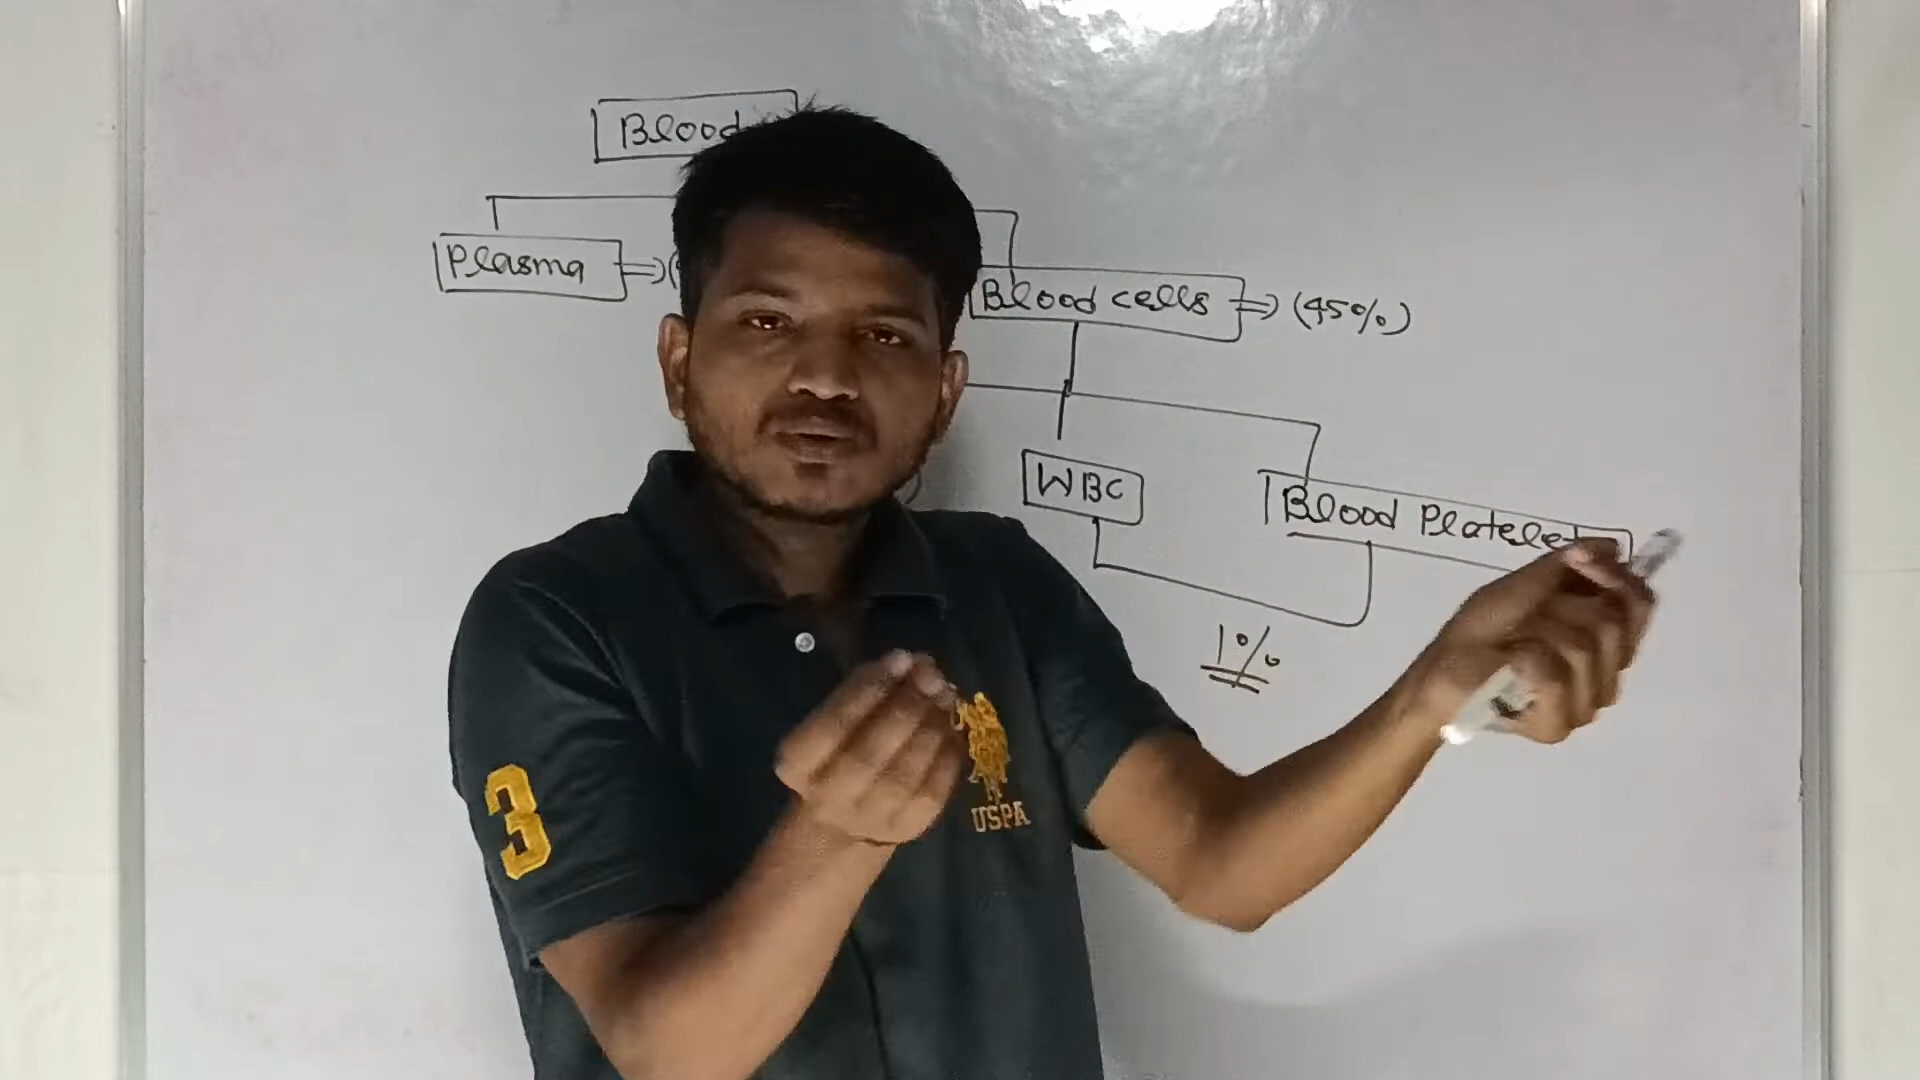 Blood
Plasma
Blood cells ⇒ (45%)
WBC
Blood Platelet
1%
3
USPA